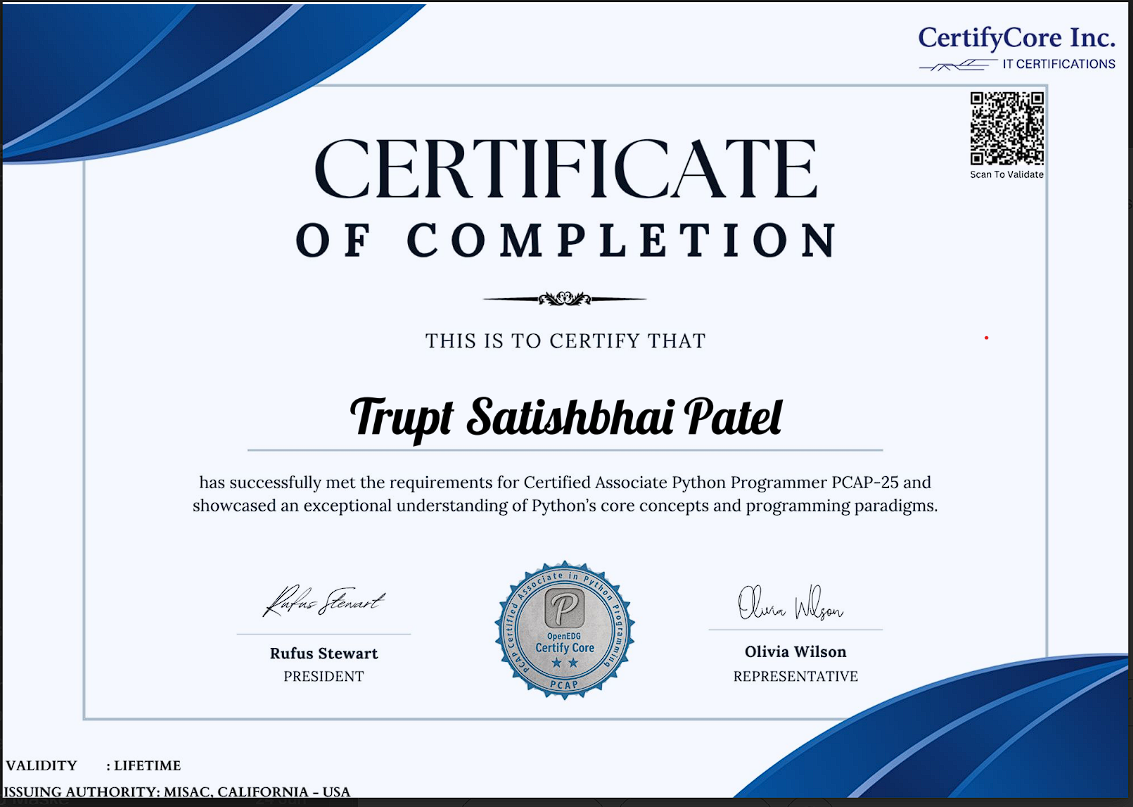 CertifyCore Inc.
IT CERTIFICATIONS
Scan To Validate
CERTIFICATE
OF COMPLETION
THIS IS TO CERTIFY THAT
Trupt Satishbhai Patel
has successfully met the requirements for Certified Associate Python Programmer PCAP-25 and
showcased an exceptional understanding of Python's core concepts and programming paradigms.
Rufus Stewart
Rufus Stewart
PRESIDENT
PCAP Certified Associate in Python Programming
P
OpenEDG
Certify Core
PCAP
Olivia Wilson
Olivia Wilson
REPRESENTATIVE
VALIDITY : LIFETIME
ISSUING AUTHORITY: MISAC, CALIFORNIA - USA